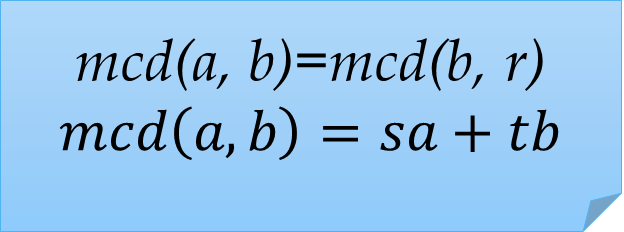 mcd(a, b)=mcd(b, r)
mcd(a, b) = sa + tb